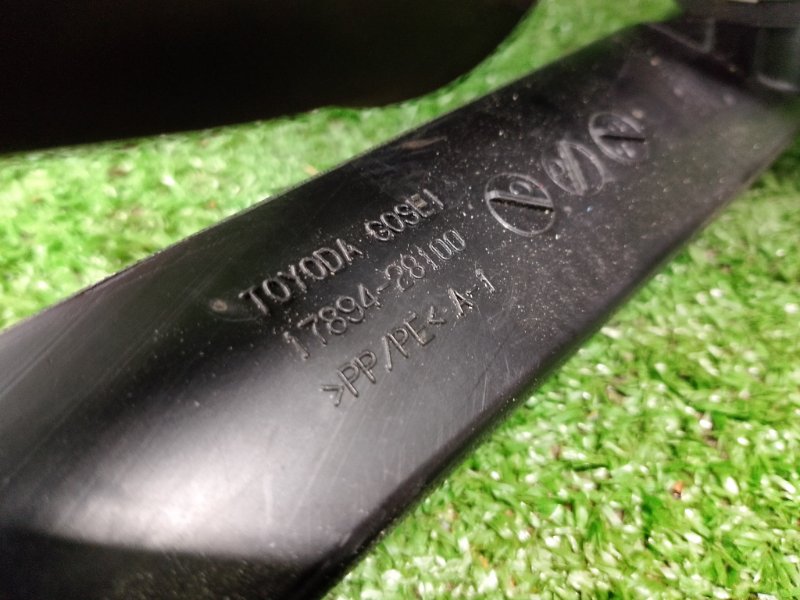 TOYODA GOSEI
17894-28100
>PP/PE< A-1